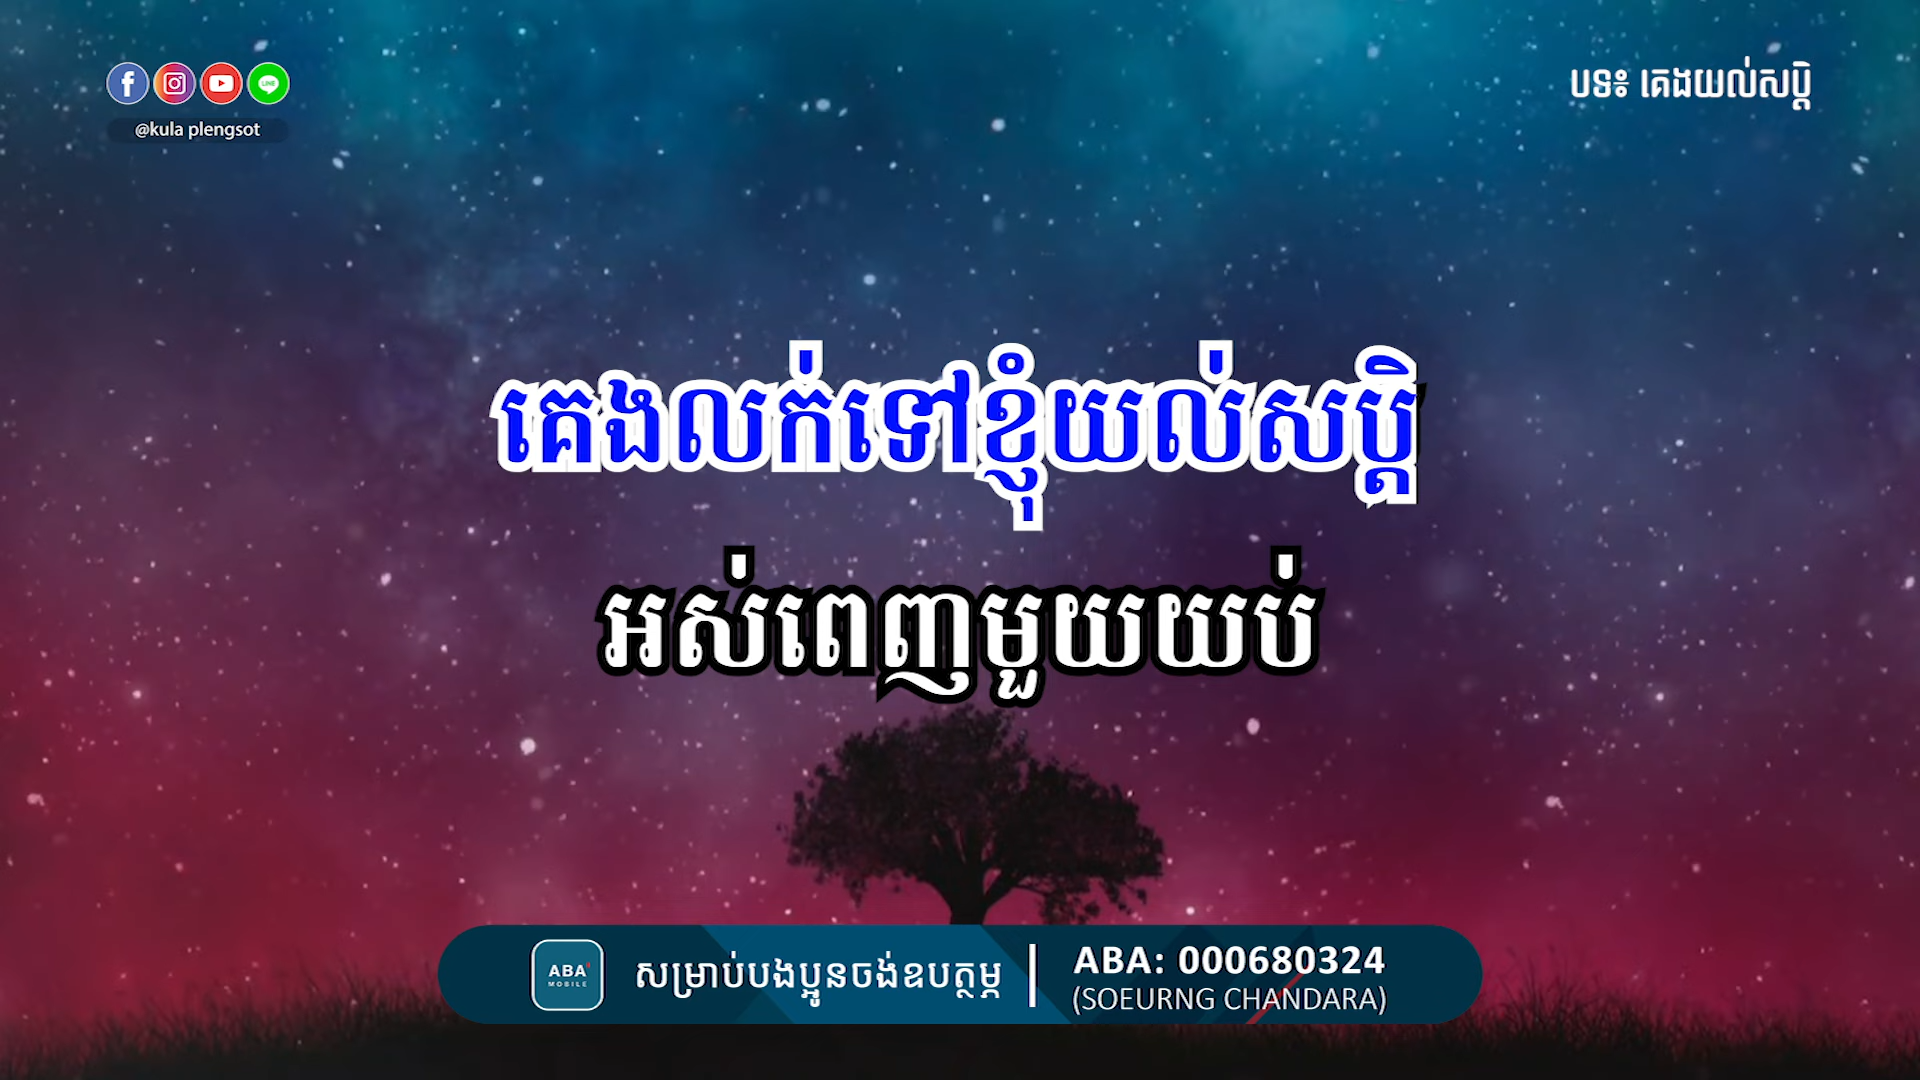 @kula plengsot
បទ៖ គេងយល់សប្តិ
គេងលក់ទៅខ្ញុំយល់សប្តិ
អស់ពេញមួយយប់
ABA
MOBILE
សម្រាប់បងប្អូនចង់ឧបត្ថម្ភ
ABA: 000680324
(SOEURNG CHANDARA)